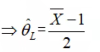 ⇒ θ̂_L = (X̄ − 1)/2